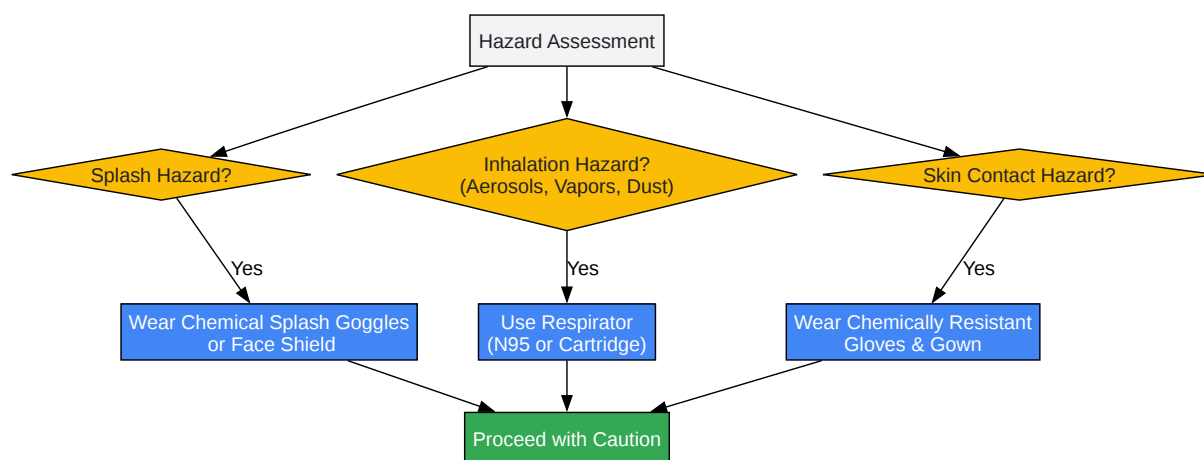 Hazard Assessment
Splash Hazard?
Inhalation Hazard?
(Aerosols, Vapors, Dust)
Skin Contact Hazard?
Yes
Yes
Yes
Wear Chemical Splash Goggles
or Face Shield
Use Respirator
(N95 or Cartridge)
Wear Chemically Resistant
Gloves & Gown
Proceed with Caution